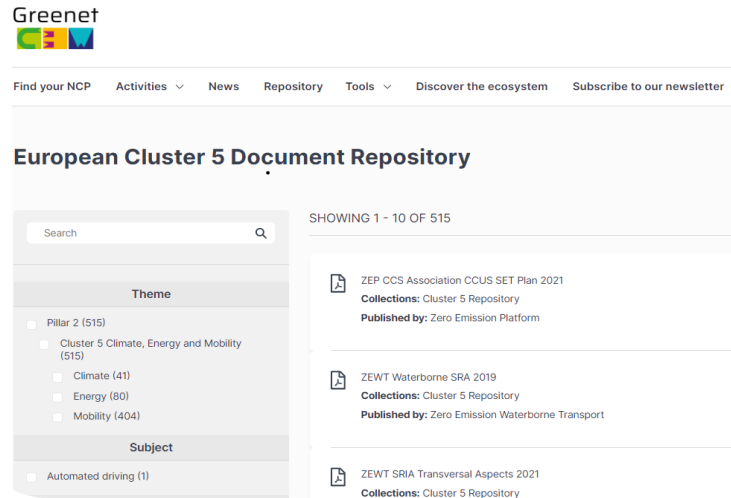 Greenet
CEM
Find your NCP Activities News Repository Tools Discover the ecosystem Subscribe to our newsletter
European Cluster 5 Document Repository
Search
SHOWING 1 - 10 OF 515
Theme
Pillar 2 (515)
Cluster 5 Climate, Energy and Mobility
(515)
Climate (41)
Energy (80)
Mobility (404)
Subject
Automated driving (1)
ZEP CCS Association CCUS SET Plan 2021
Collections: Cluster 5 Repository
Published by: Zero Emission Platform
ZEWT Waterborne SRA 2019
Collections: Cluster 5 Repository
Published by: Zero Emission Waterborne Transport
ZEWT SRIA Transversal Aspects 2021
Collections: Cluster 5 Repository